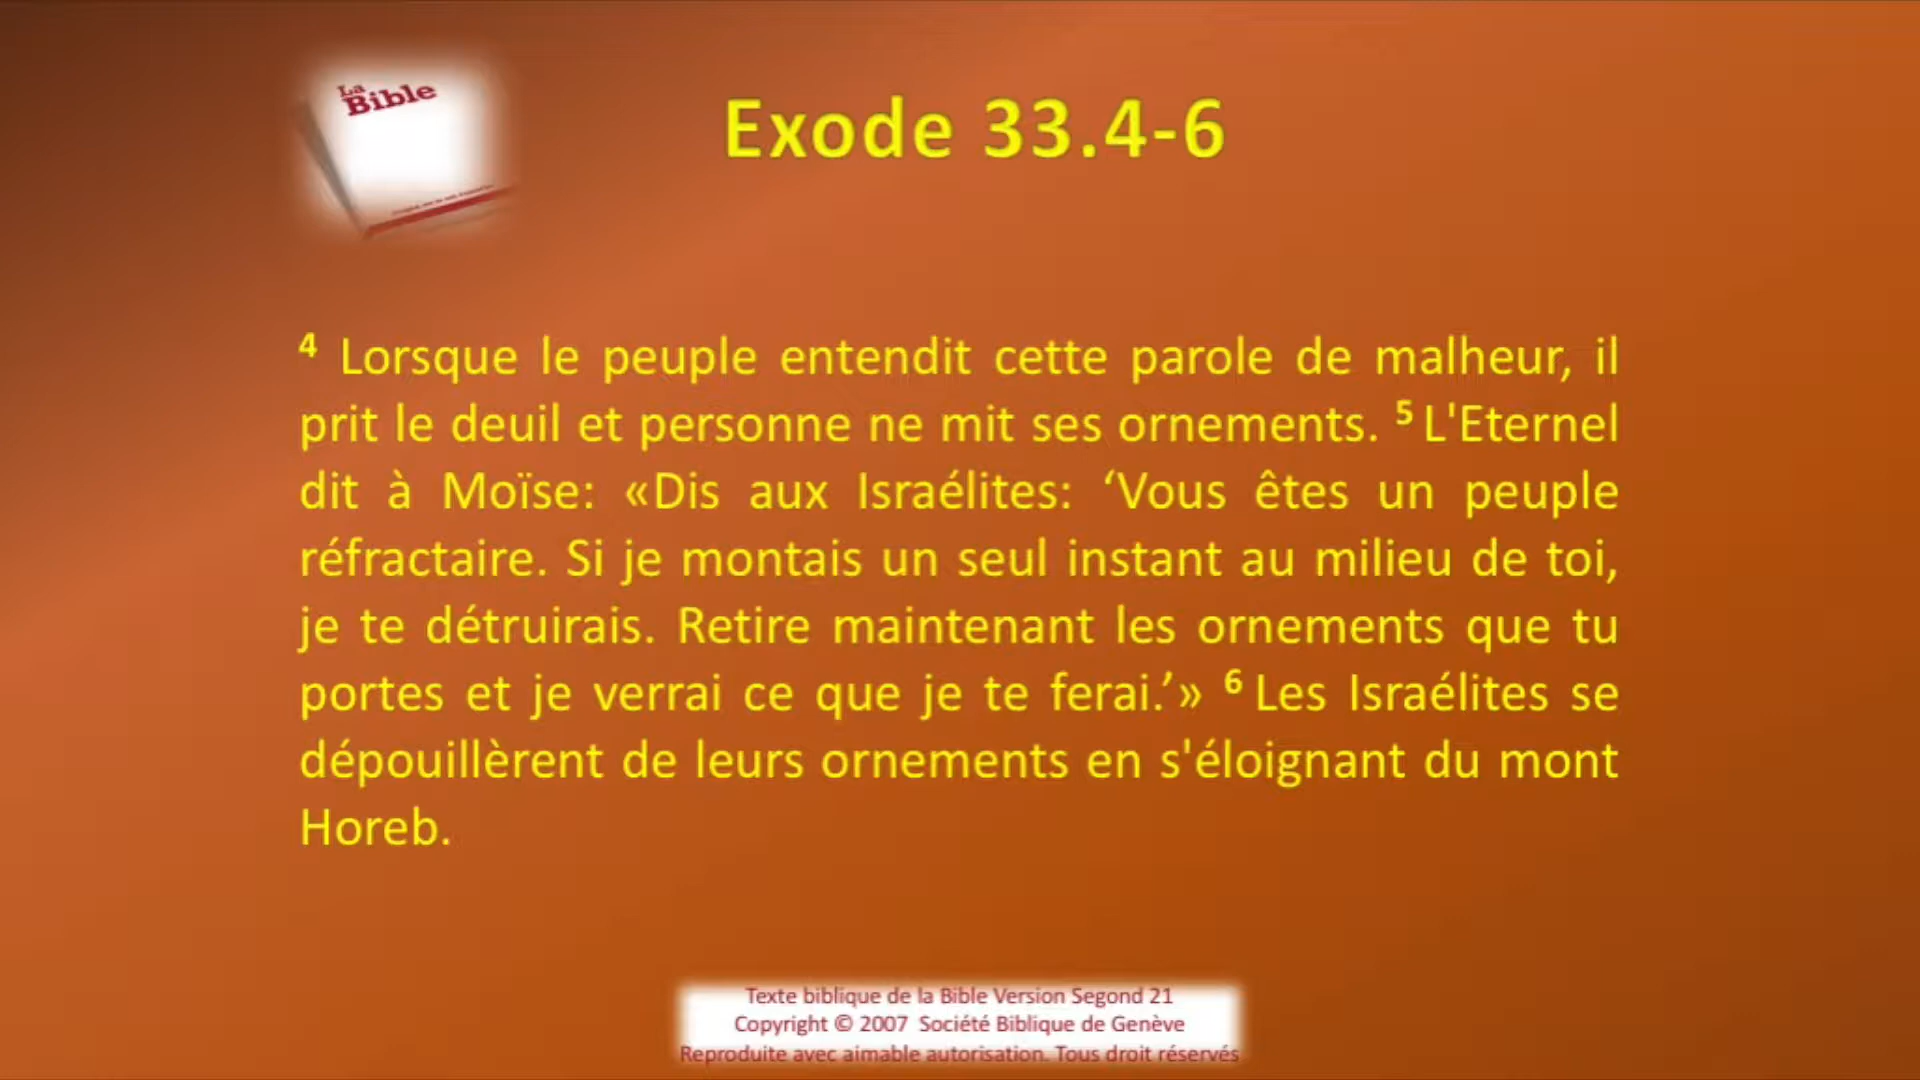 La
Bible
Exode 33.4-6
4 Lorsque le peuple entendit cette parole de malheur, il
prit le deuil et personne ne mit ses ornements. 5 L'Eternel
dit à Moïse: «Dis aux Israélites: ‘Vous êtes un peuple
réfractaire. Si je montais un seul instant au milieu de toi,
je te détruirais. Retire maintenant les ornements que tu
portes et je verrai ce que je te ferai.’» 6 Les Israélites se
dépouillèrent de leurs ornements en s'éloignant du mont
Horeb.
Texte biblique de la Bible Version Segond 21
Copyright © 2007 Société Biblique de Genève
Reproduite avec aimable autorisation. Tous droit réservés